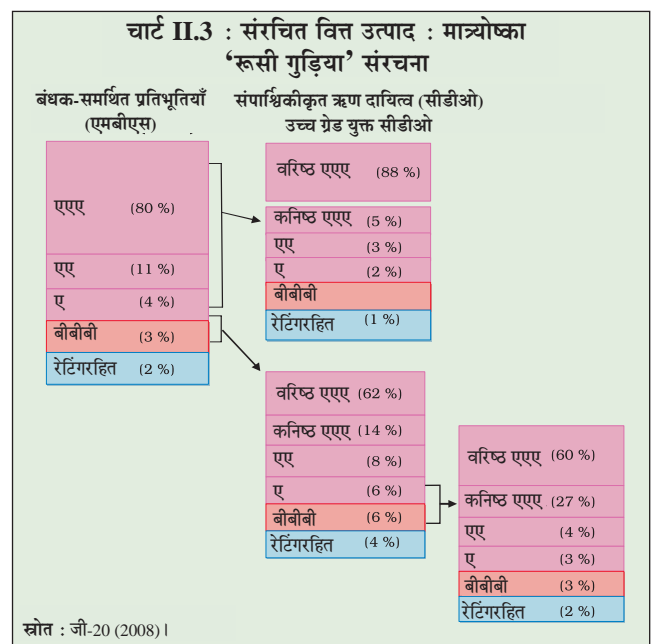 चार्ट II.3 : संरचित वित्त उत्पाद : मात्र्योष्का
‘रूसी गुड़िया’ संरचना
बंधक-समर्थित प्रतिभूतियाँ
(एमबीएस)
एएए (80 %)
एए (11 %)
ए (4 %)
बीबीबी (3 %)
रेटिंगरहित (2 %)
संपार्श्विकीकृत ऋण दायित्व (सीडीओ)
उच्च ग्रेड युक्त सीडीओ
वरिष्ठ एएए (88 %)
कनिष्ठ एएए (5 %)
एए (3 %)
ए (2 %)
बीबीबी
रेटिंगरहित (1 %)
वरिष्ठ एएए (62 %)
कनिष्ठ एएए (14 %)
एए (8 %)
ए (6 %)
बीबीबी (6 %)
रेटिंगरहित (4 %)
वरिष्ठ एएए (60 %)
कनिष्ठ एएए (27 %)
एए (4 %)
ए (3 %)
बीबीबी (3 %)
रेटिंगरहित (2 %)
स्रोत : जी-20 (2008)।